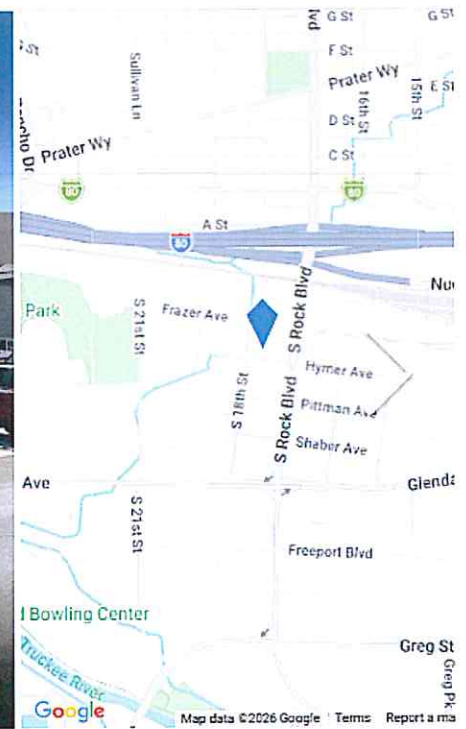 G St
G St
F St
Sullivan Ln
Prater Wy
E St
16th St
15th St
D St
Prater Wy
C St
80
80
A St
80
S Rock Blvd
Park
S 21st St
Frazer Ave
Hymer Ave
S 18th St
S Rock Blvd
Pittman Ave
Shaber Ave
Ave
Glenda
S 21st St
Freeport Blvd
l Bowling Center
Greg St
Truckee River
Greg Pk
Google
Map data ©2026 Google
Terms
Report a ma